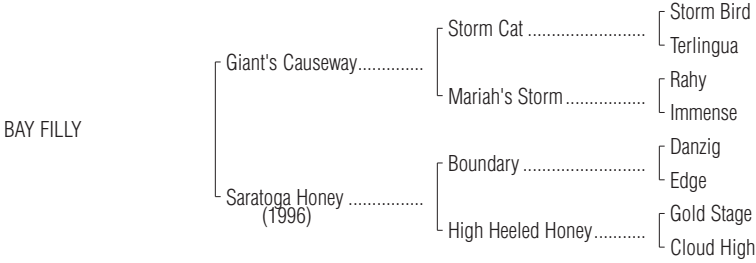 Storm Bird
Storm Cat ........................
Terlingua
Giant's Causeway..............
Rahy
Mariah's Storm .................
Immense
BAY FILLY
Danzig
Boundary .........................
Edge
Saratoga Honey ................
(1996)
Gold Stage
High Heeled Honey...........
Cloud High